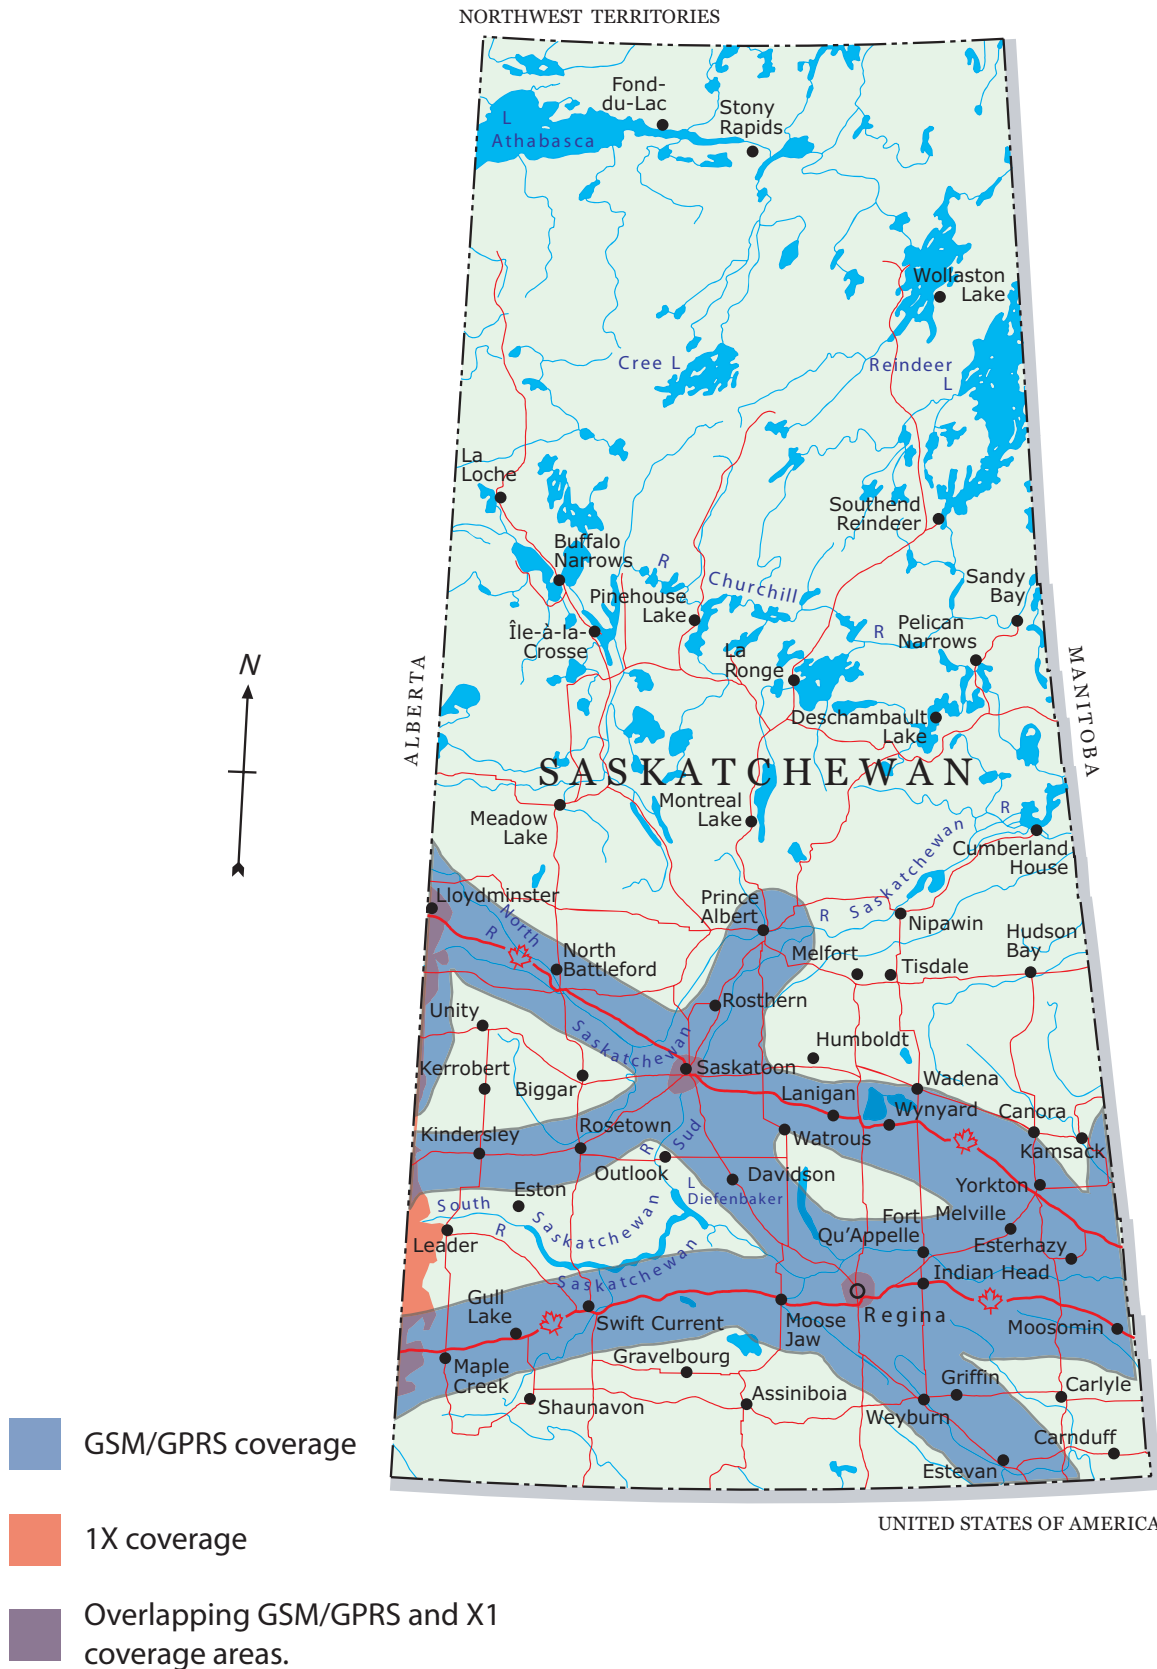 NORTHWEST TERRITORIES
Fond-
du-Lac
Stony
Rapids
L
Athabasca
Wollaston
Lake
Cree L
Reindeer
L
La
Loche
Southend
Reindeer
Buffalo
Narrows
R
Churchill
Sandy
Bay
Pinehouse
Lake
Île-à-la-
Crosse
R
Pelican
Narrows
La
Ronge
N
ALBERTA
MANITOBA
Deschambault
Lake
SASKATCHEWAN
Montreal
Lake
Meadow
Lake
R
Saskatchewan
R
Cumberland
House
Lloydminster
North
R
Prince
Albert
Nipawin
Hudson
Bay
North
Battleford
Melfort
Tisdale
Rosthern
Unity
Saskatchewan
Humboldt
Kerrobert
Biggar
Saskatoon
Wadena
Lanigan
Wynyard
Canora
Kindersley
Rosetown
R
Sud
Watrous
Kamsack
Outlook
Davidson
Yorkton
Eston
L
Diefenbaker
South
R
Saskatchewan
Saskatchewan
Leader
Fort
Qu'Appelle
Melville
Esterhazy
Indian Head
Gull
Lake
Swift Current
Moose
Jaw
Regina
Moosomin
Maple
Creek
Gravelbourg
Griffin
Carlyle
Shaunavon
Assiniboia
Weyburn
Carnduff
Estevan
UNITED STATES OF AMERICA
GSM/GPRS coverage
1X coverage
Overlapping GSM/GPRS and X1
coverage areas.